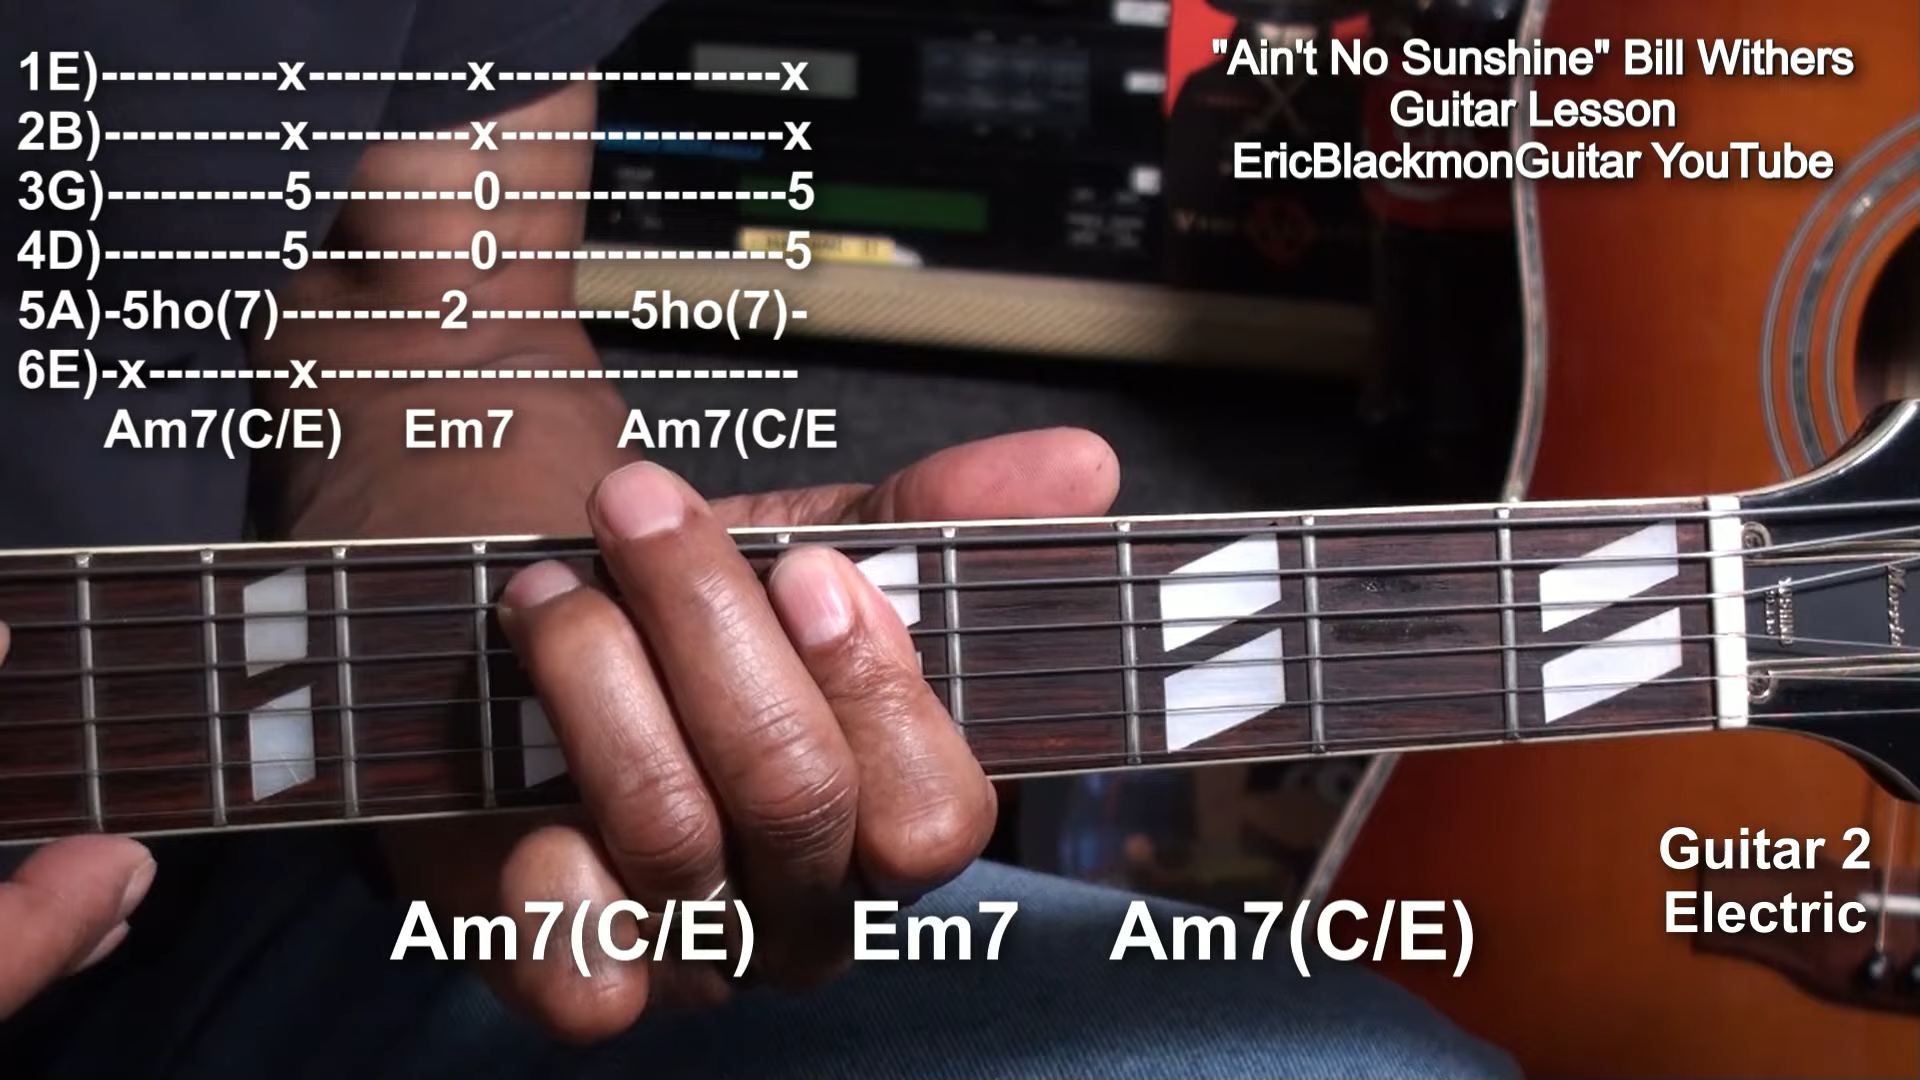 1E)----------x---------x----------------x
2B)----------x---------x----------------x
3G)----------5---------0----------------5
4D)----------5---------0----------------5
5A)-5ho(7)---------2---------5ho(7)-
6E)-x--------x---------------------------
Am7(C/E) Em7 Am7(C/E
"Ain't No Sunshine" Bill Withers
Guitar Lesson
EricBlackmonGuitar YouTube
Guitar 2
Electric
Am7(C/E) Em7 Am7(C/E)